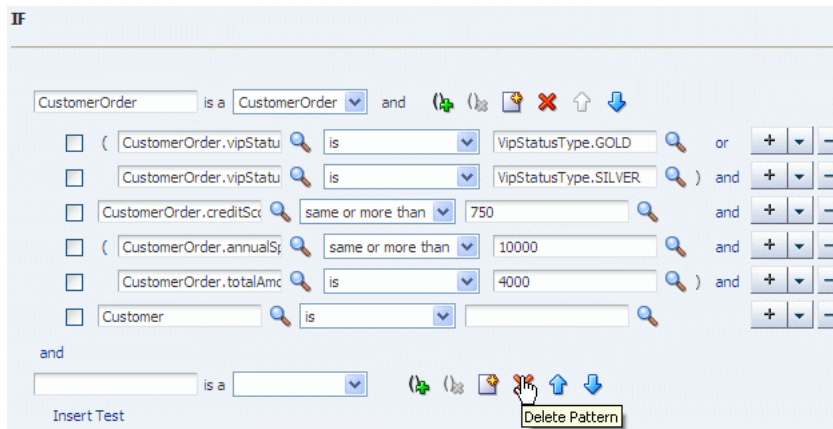 IF
CustomerOrder is a CustomerOrder and
( CustomerOrder.vipStatu is VipStatusType.GOLD or
CustomerOrder.vipStatu is VipStatusType.SILVER ) and
CustomerOrder.creditSco same or more than 750 and
( CustomerOrder.annualSp same or more than 10000 and
CustomerOrder.totalAmo is 4000 ) and
Customer is
and
is a
Delete Pattern
Insert Test